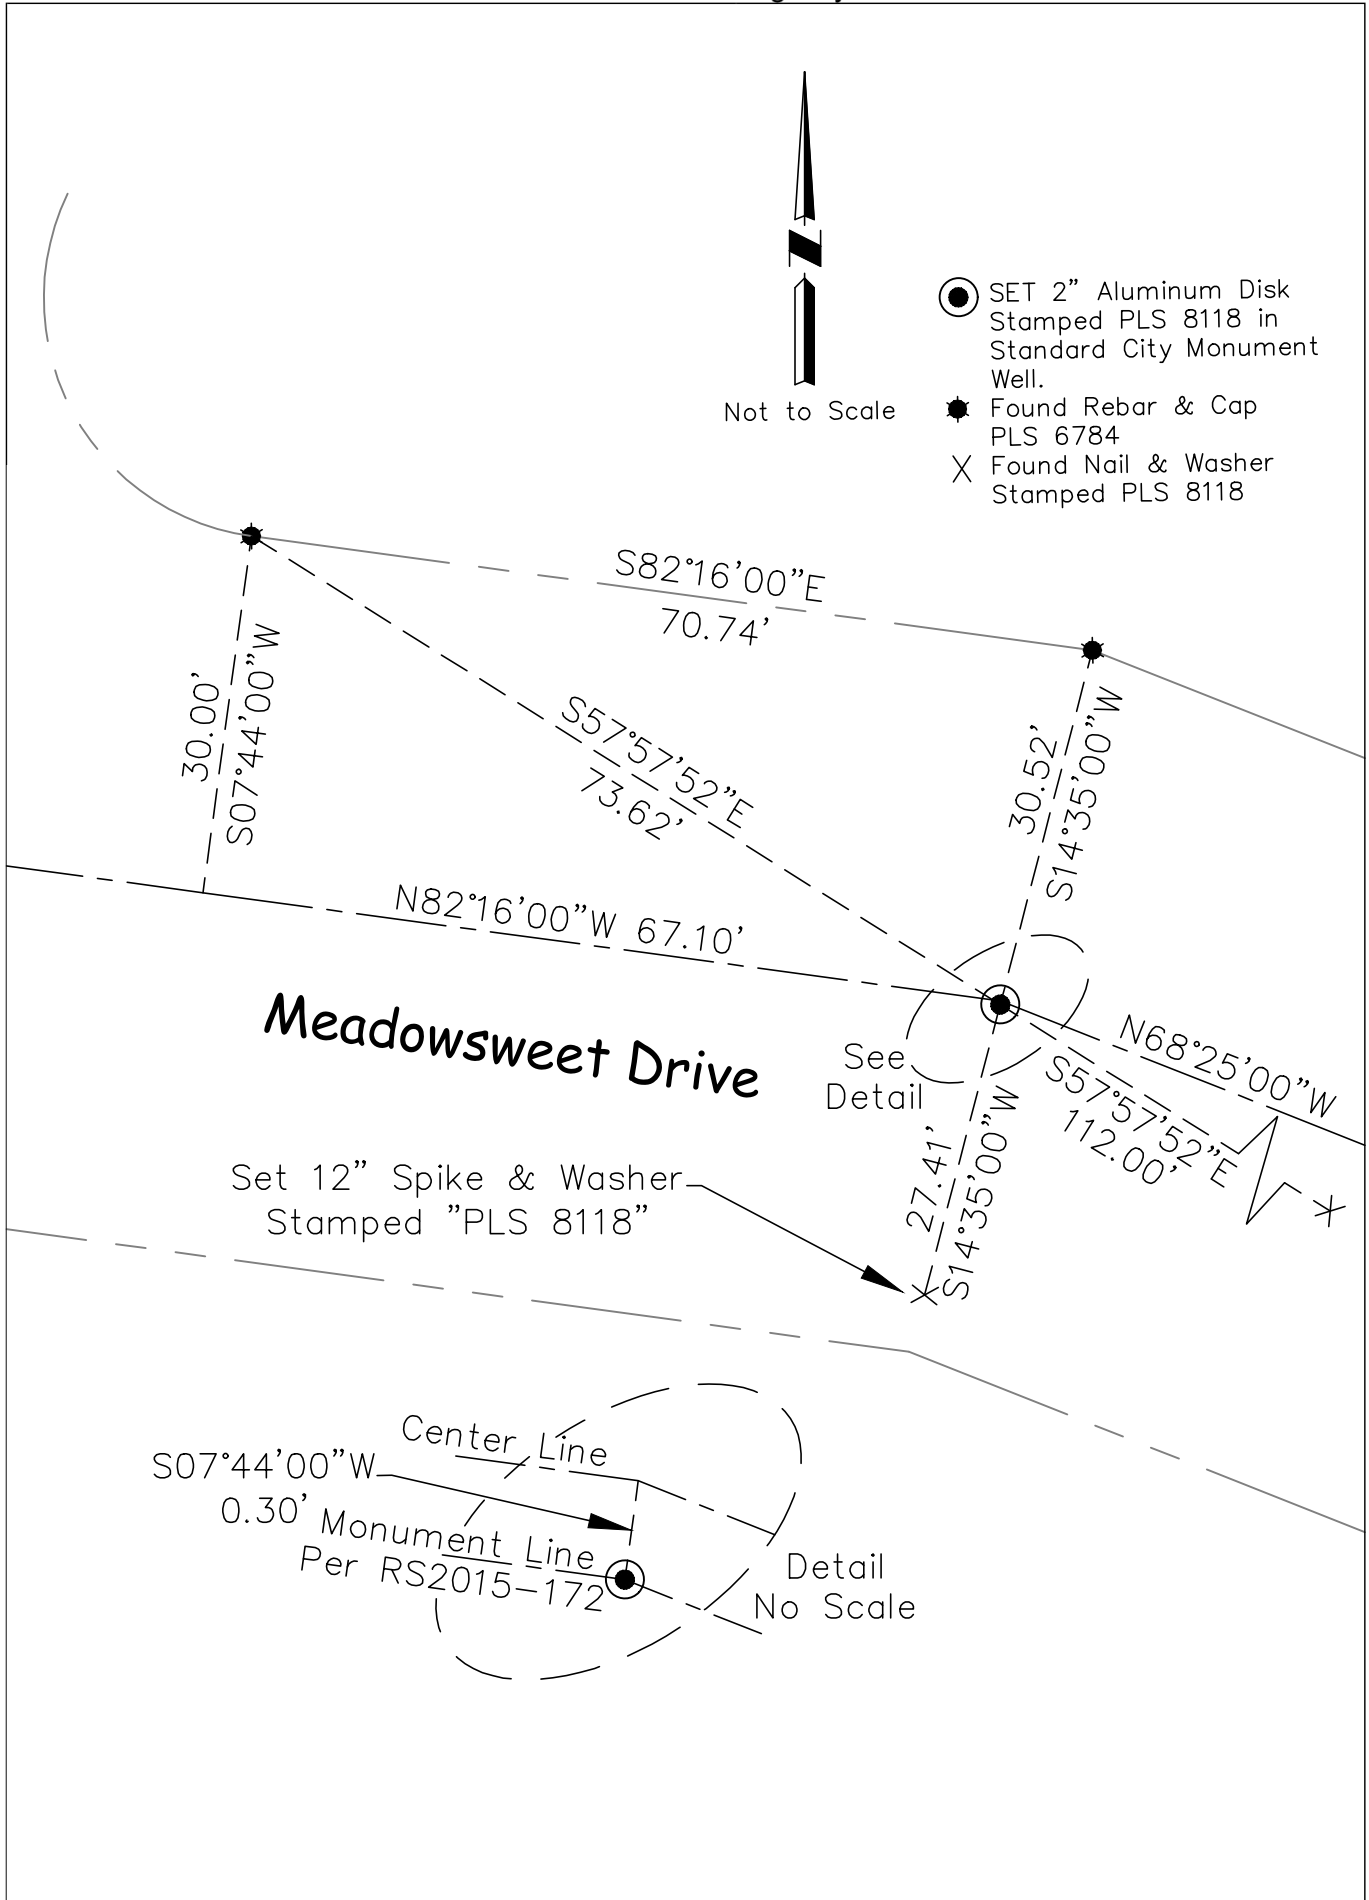 N
Not to Scale
SET 2” Aluminum Disk
Stamped PLS 8118 in
Standard City Monument
Well.
Found Rebar & Cap
PLS 6784
Found Nail & Washer
Stamped PLS 8118
S82°16’00”E
70.74’
30.00’
S07°44’00”W
S57°57’52”E
73.62’
30.52’
S14°35’00”W
N82°16’00”W 67.10’
Meadowsweet Drive
See
Detail
N68°25’00”W
S57°57’52”E
112.00’
27.41’
S14°35’00”W
Set 12” Spike & Washer
Stamped ”PLS 8118”
Center Line
S07°44’00”W
0.30’
Monument Line
Per RS2015-172
Detail
No Scale